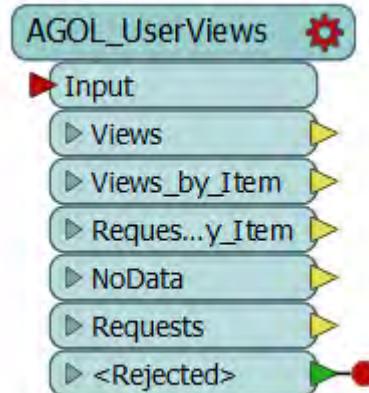 AGOL_UserViews
Input
Views
Views_by_Item
Reques...y_Item
NoData
Requests
<Rejected>